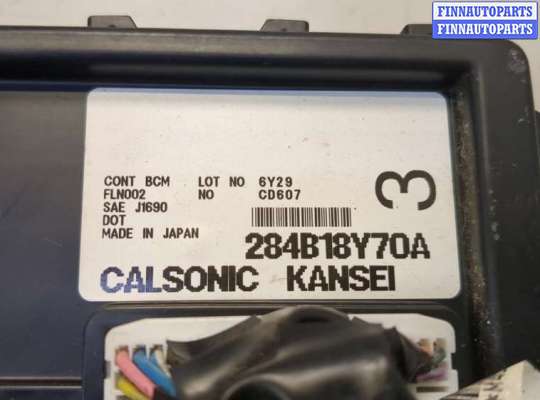 FINNAUTOPARTS
FINNAUTOPARTS
CONT BCM LOT NO 6Y29
FLN002 NO CD607
SAE J1690
DOT
MADE IN JAPAN
3
284B18Y70A
CALSONIC KANSEI